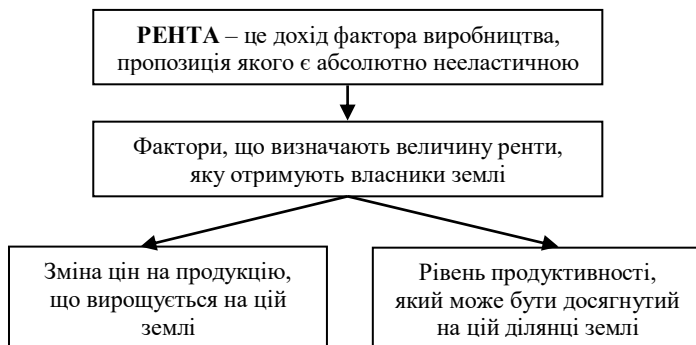 РЕНТА – це дохід фактора виробництва,
пропозиція якого є абсолютно нееластичною
Фактори, що визначають величину ренти,
яку отримують власники землі
Зміна цін на продукцію,
що вирощується на цій
землі
Рівень продуктивності,
який може бути досягнутий
на цій ділянці землі